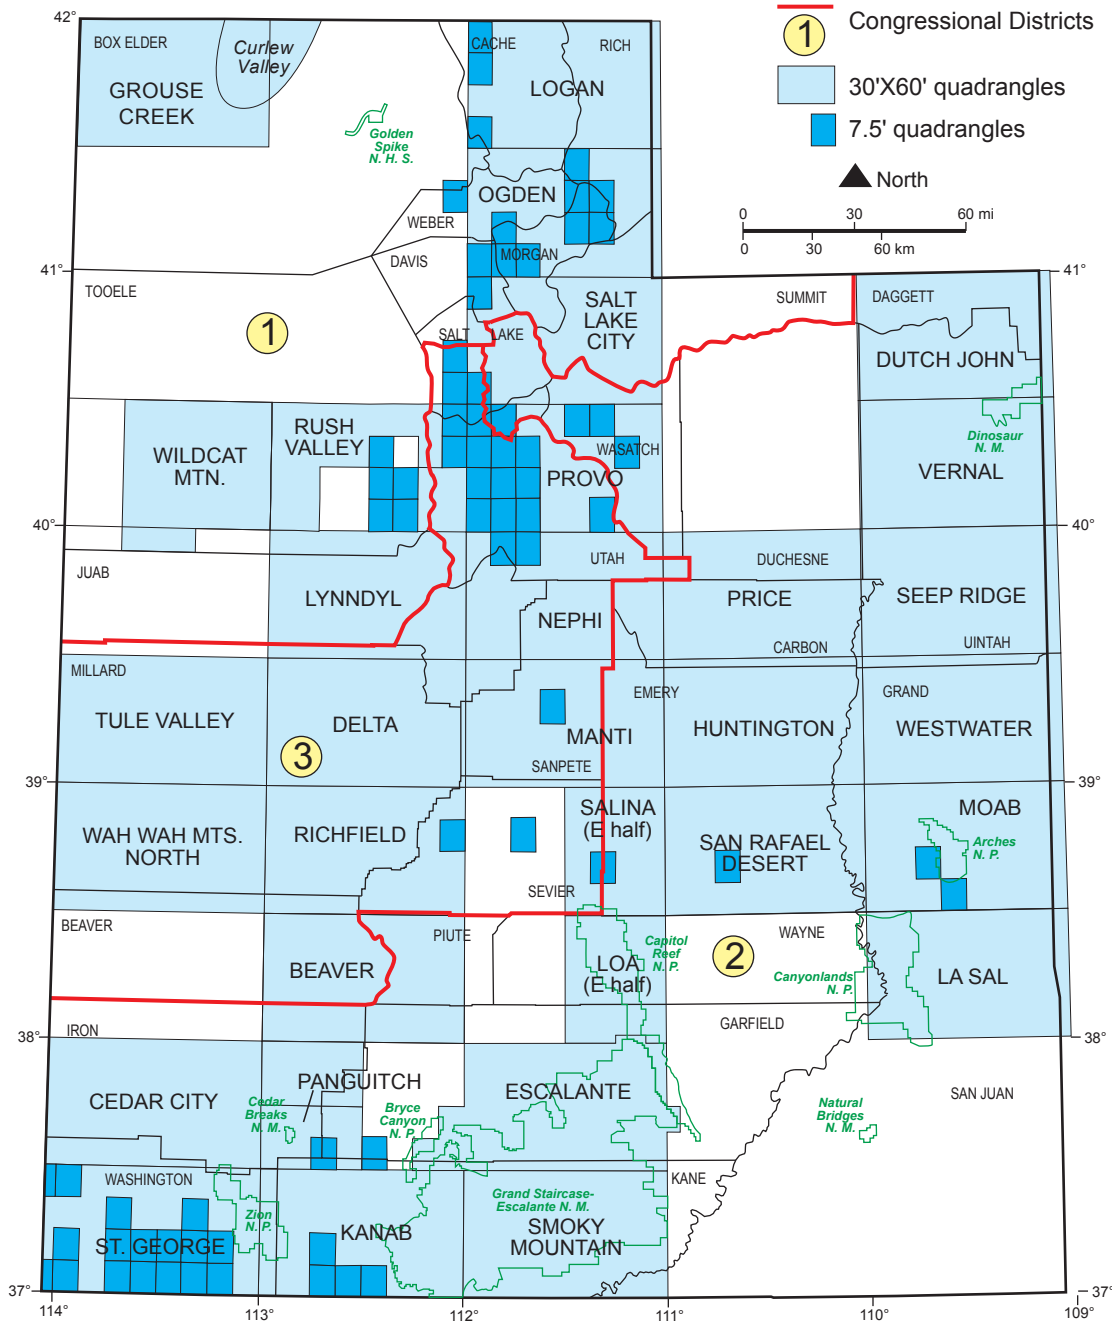 42°
BOX ELDER
Curlew
Valley
GROUSE
CREEK
Golden
Spike
N. H. S.
CACHE
RICH
LOGAN
1
Congressional Districts
30'X60' quadrangles
7.5' quadrangles
North
0
30
60 mi
0
30
60 km
OGDEN
WEBER
DAVIS
MORGAN
41°
41°
TOOELE
1
SALT
LAKE
SALT
LAKE
CITY
SUMMIT
DAGGETT
DUTCH JOHN
Dinosaur
N. M.
VERNAL
RUSH
VALLEY
WILDCAT
MTN.
WASATCH
PROVO
40°
40°
JUAB
UTAH
DUCHESNE
LYNNDYL
NEPHI
PRICE
SEEP RIDGE
CARBON
UINTAH
MILLARD
EMERY
GRAND
TULE VALLEY
DELTA
MANTI
HUNTINGTON
WESTWATER
3
SANPETE
39°
39°
WAH WAH MTS.
NORTH
RICHFIELD
SALINA
(E half)
SAN RAFAEL
DESERT
MOAB
Arches
N. P.
SEVIER
BEAVER
PIUTE
WAYNE
BEAVER
LOA
(E half)
Capitol
Reef
N. P.
2
Canyonlands
N. P.
LA SAL
IRON
GARFIELD
38°
38°
CEDAR CITY
PANGUITCH
Cedar
Breaks
N. M.
Bryce
Canyon
N. P.
ESCALANTE
Natural
Bridges
N. M.
SAN JUAN
WASHINGTON
KANE
Zion
N. P.
Grand Staircase-
Escalante N. M.
ST. GEORGE
KANAB
SMOKY
MOUNTAIN
37°
37°
114°
113°
112°
111°
110°
109°